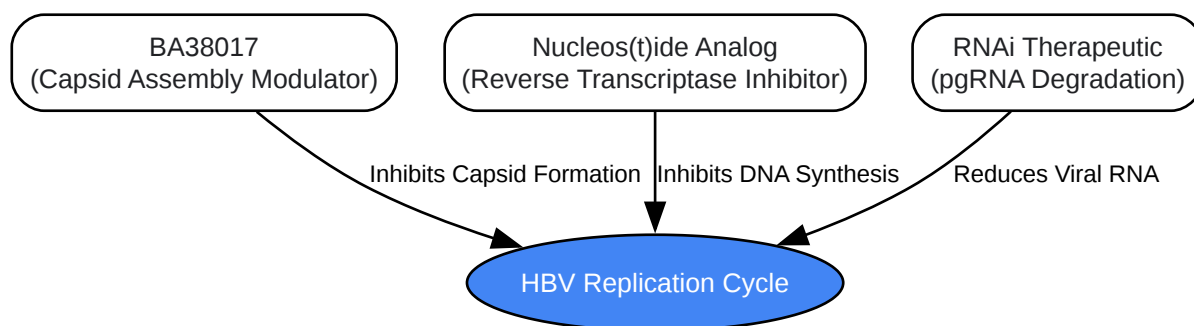 BA38017
(Capsid Assembly Modulator)
Nucleos(t)ide Analog
(Reverse Transcriptase Inhibitor)
RNAi Therapeutic
(pgRNA Degradation)
Inhibits Capsid Formation
Inhibits DNA Synthesis
Reduces Viral RNA
HBV Replication Cycle